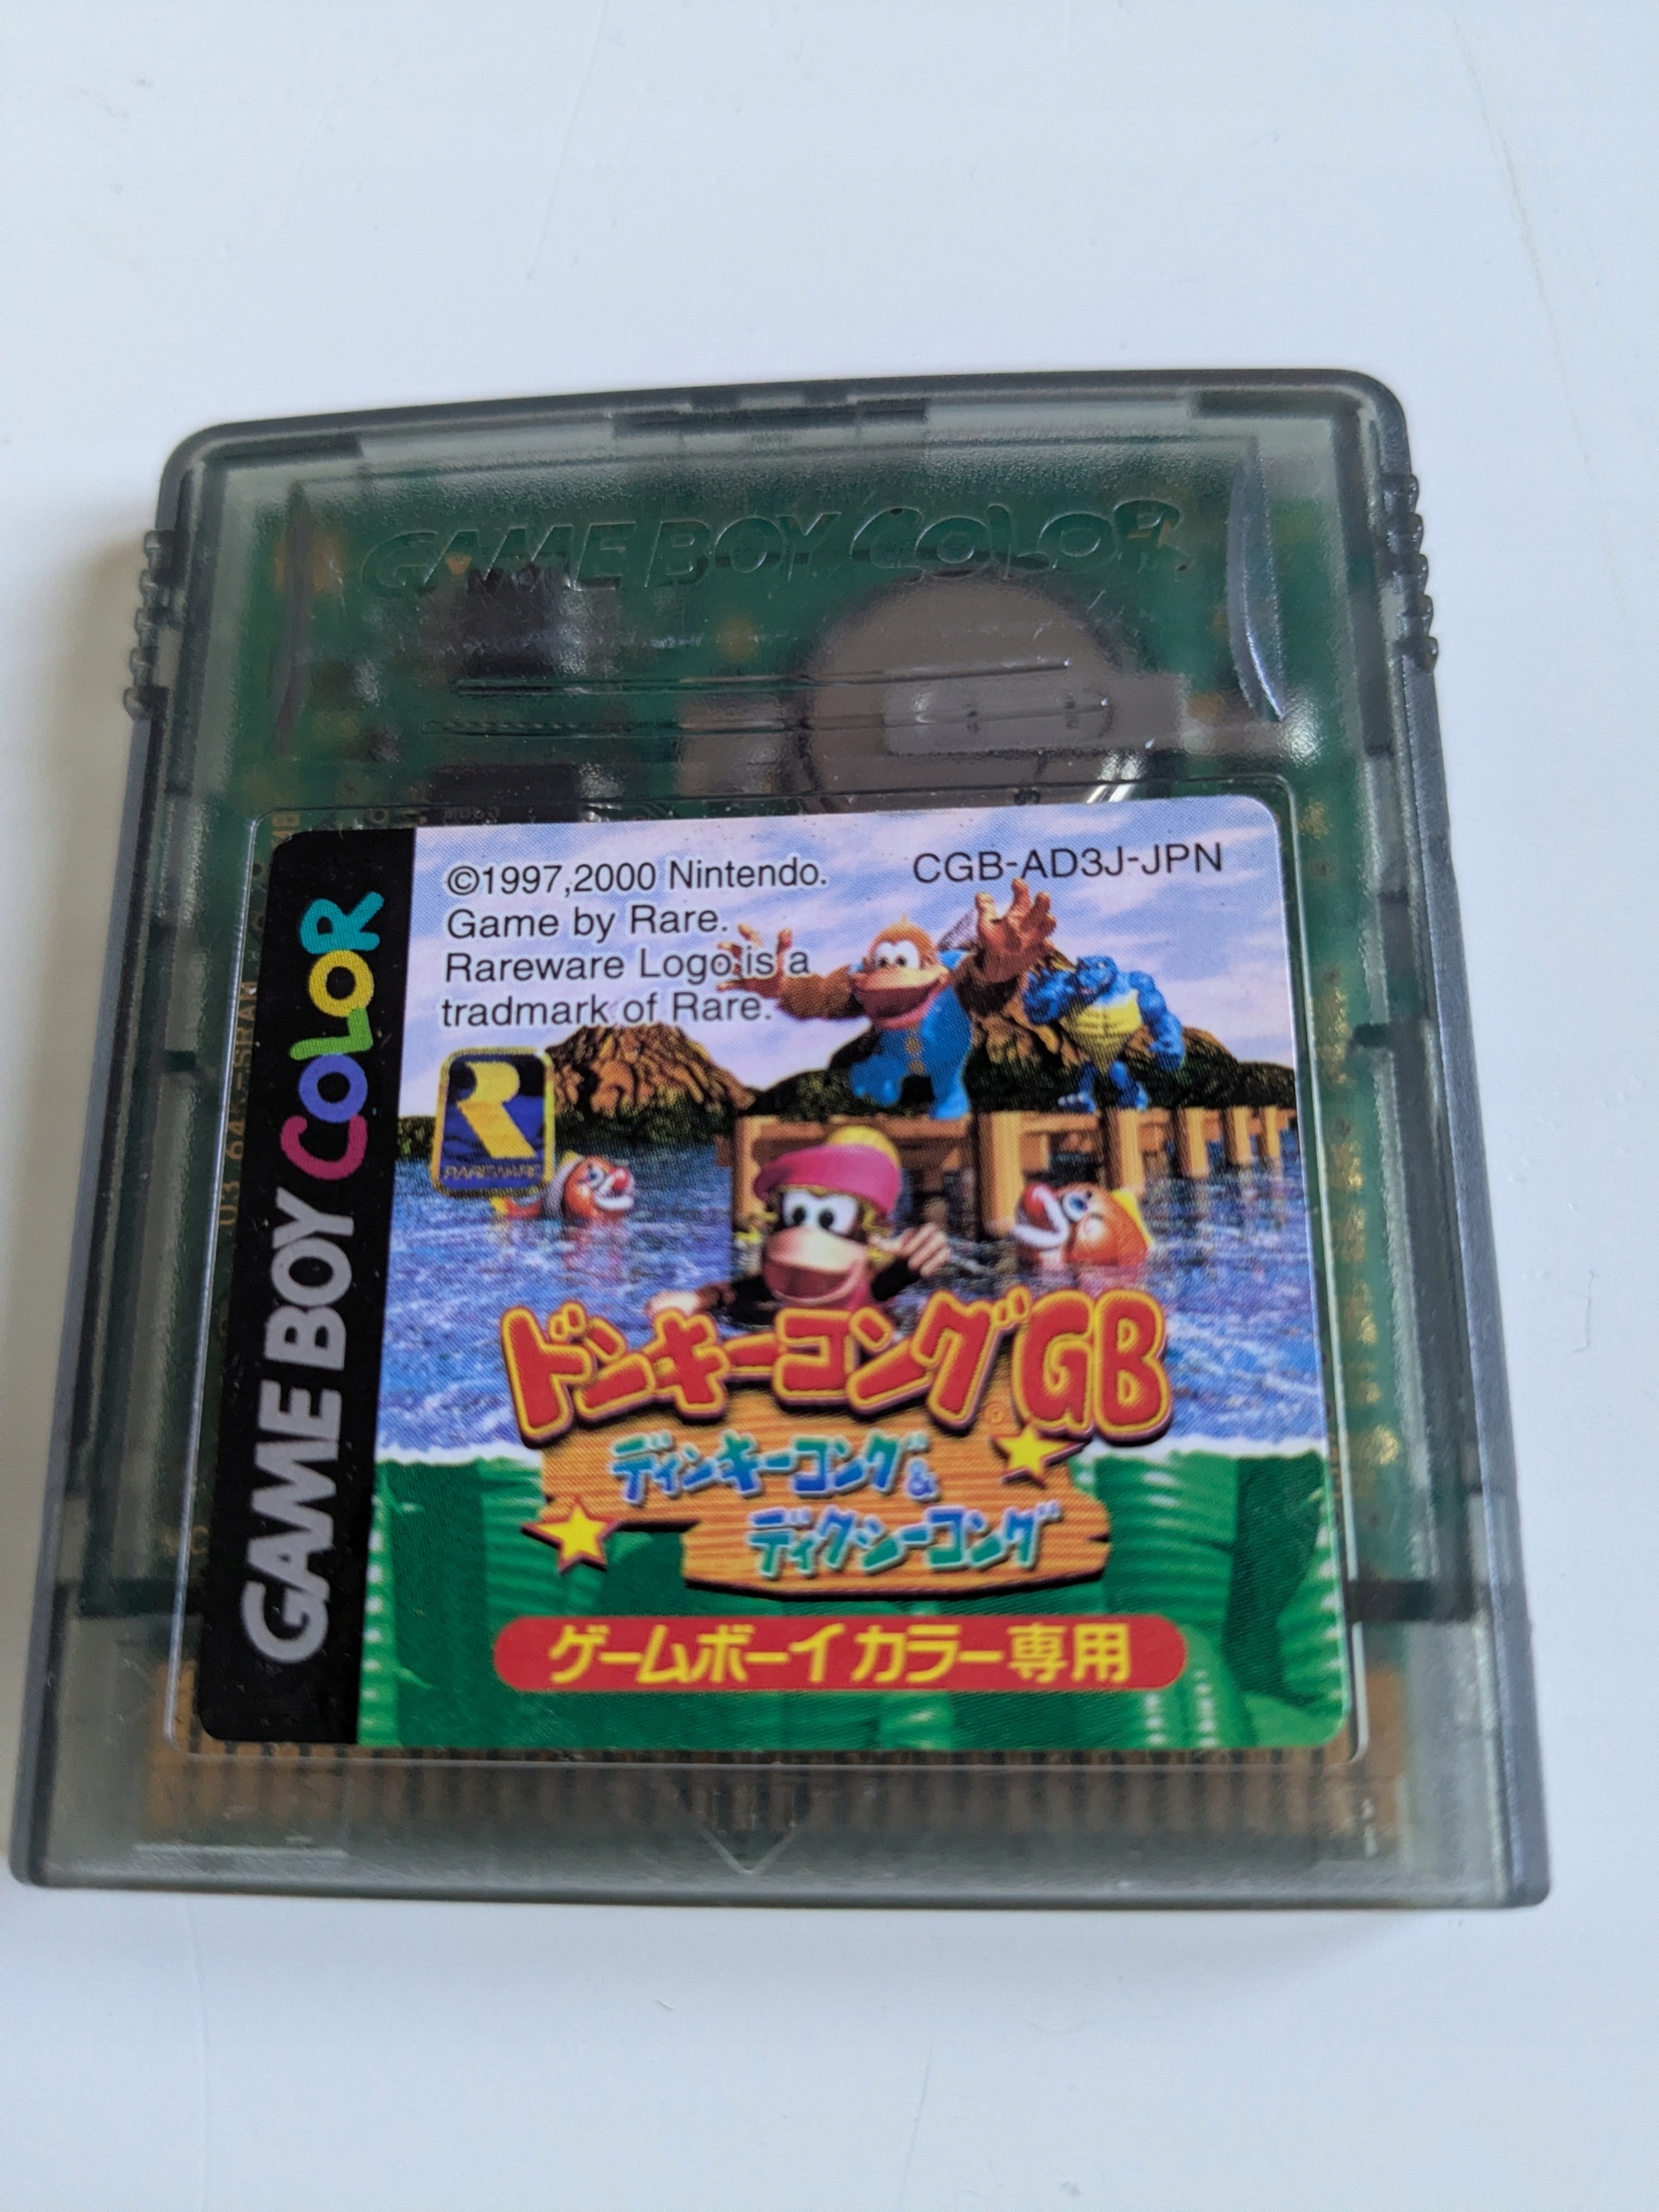 GAME BOY COLOR
©1997,2000 Nintendo.
CGB-AD3J-JPN
Game by Rare.
Rareware Logo is a
tradmark of Rare.
RAREWARE
GAME BOY COLOR
ドンキーコングGB
ディンキーコング&
ディクシーコング
ゲームボーイカラー専用